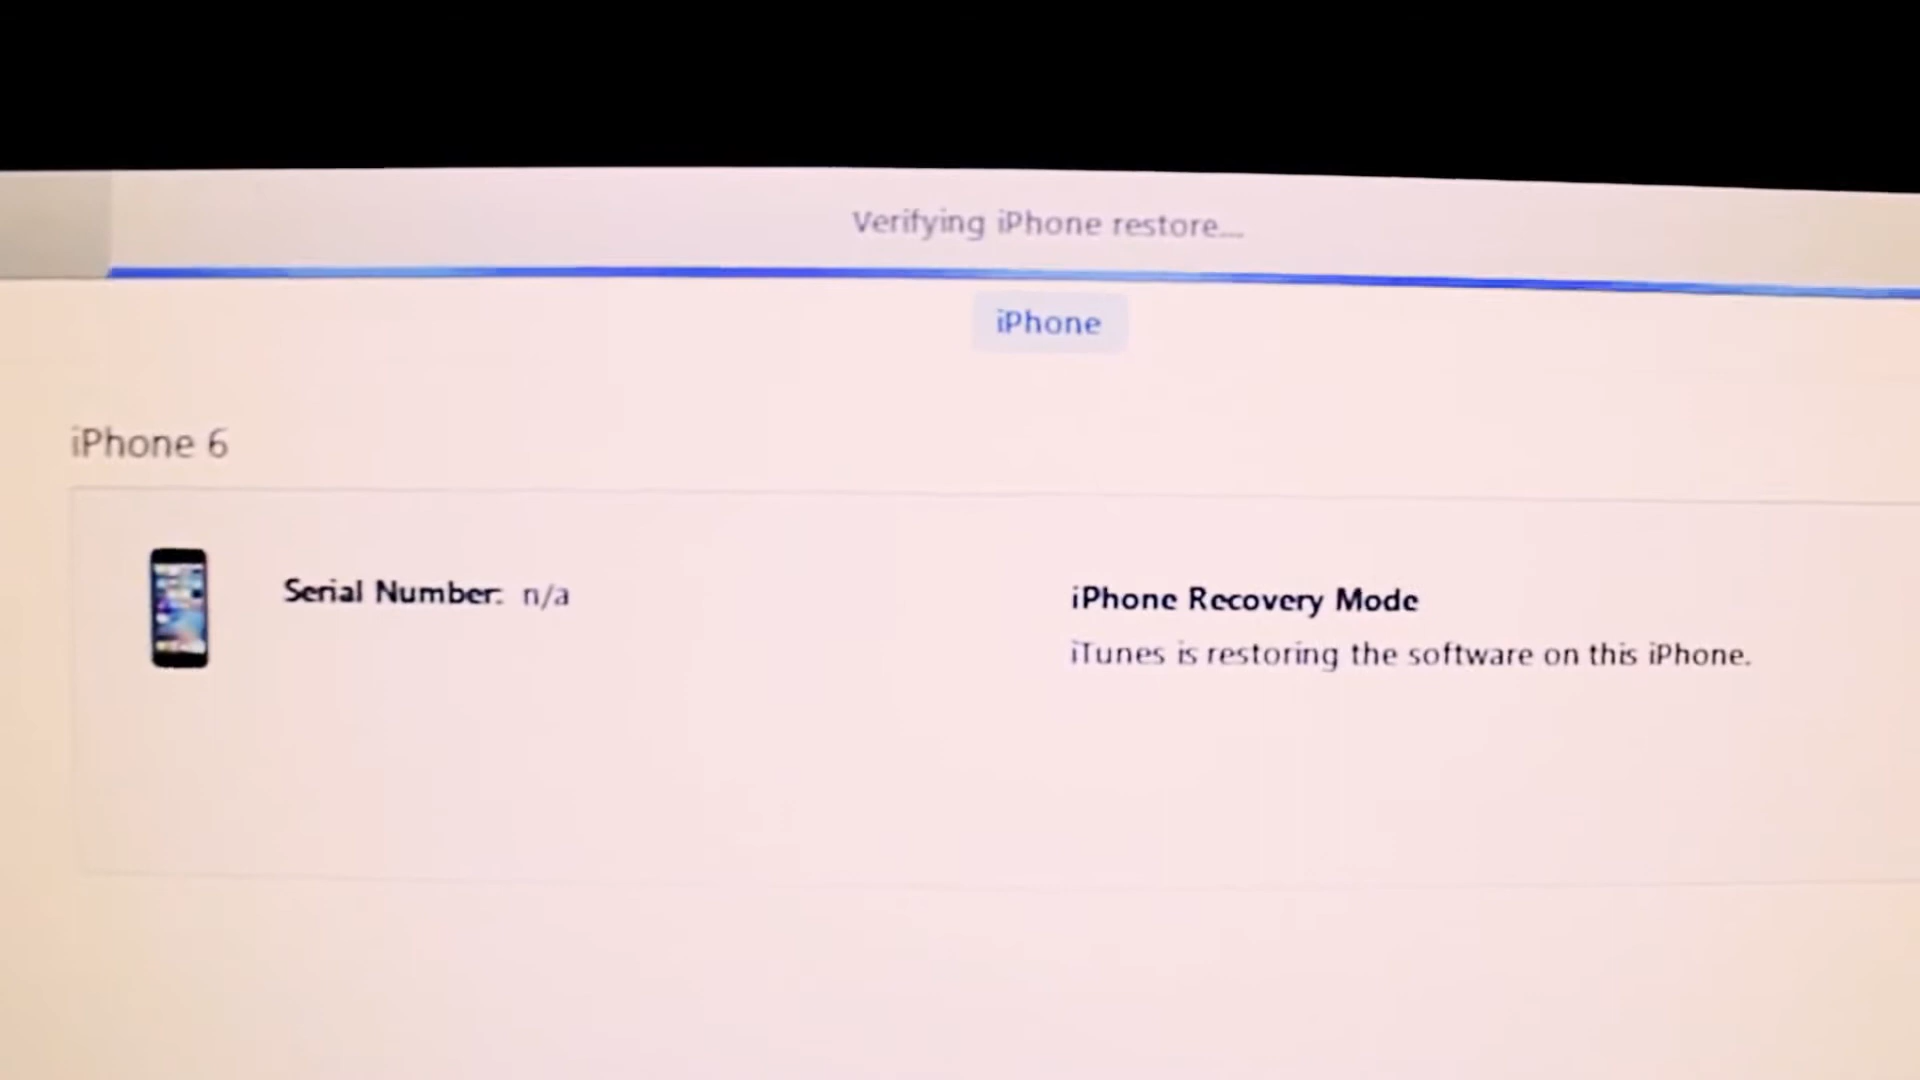 Verifying iPhone restore...
iPhone
iPhone 6
Serial Number: n/a
iPhone Recovery Mode
iTunes is restoring the software on this iPhone.